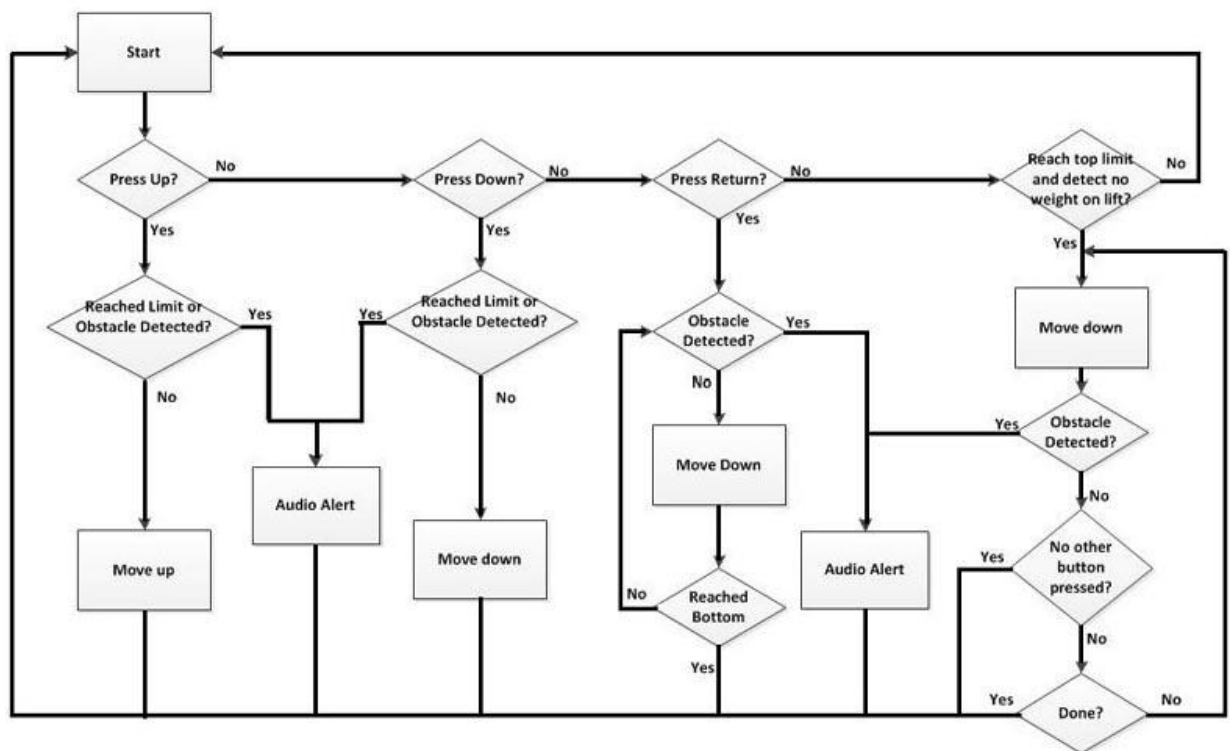 Start
Press Up?
No
Press Down?
No
Press Return?
No
Reach top limit
and detect no
weight on lift?
No
Yes
Yes
Yes
Yes
Reached Limit or
Obstacle Detected?
Yes
Yes
Reached Limit or
Obstacle Detected?
Obstacle
Detected?
Yes
Move down
No
No
No
Yes
Obstacle
Detected?
Move Down
Audio Alert
No
Move up
Move down
Audio Alert
Yes
No other
button
pressed?
No
Reached
Bottom
No
Yes
Yes
Done?
No